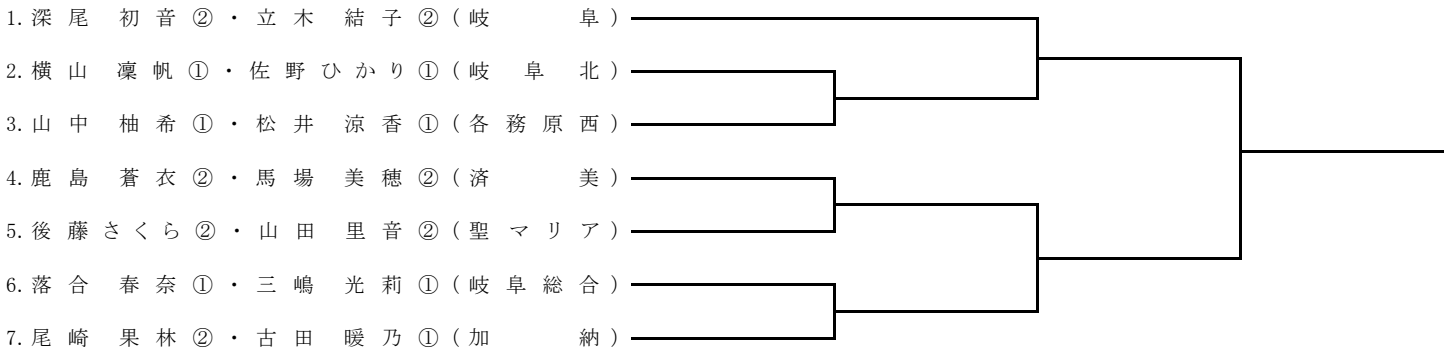 1. 深尾 初音②・立木 結子②(岐 阜)
2. 横山 凜帆①・佐野ひかり①(岐 阜 北)
3. 山中 柚希①・松井 涼香①(各務原西)
4. 鹿島 蒼衣②・馬場 美穂②(済 美)
5. 後藤さくら②・山田 里音②(聖マリア)
6. 落合 春奈①・三嶋 光莉①(岐阜総合)
7. 尾崎 果林②・古田 暖乃①(加 納)